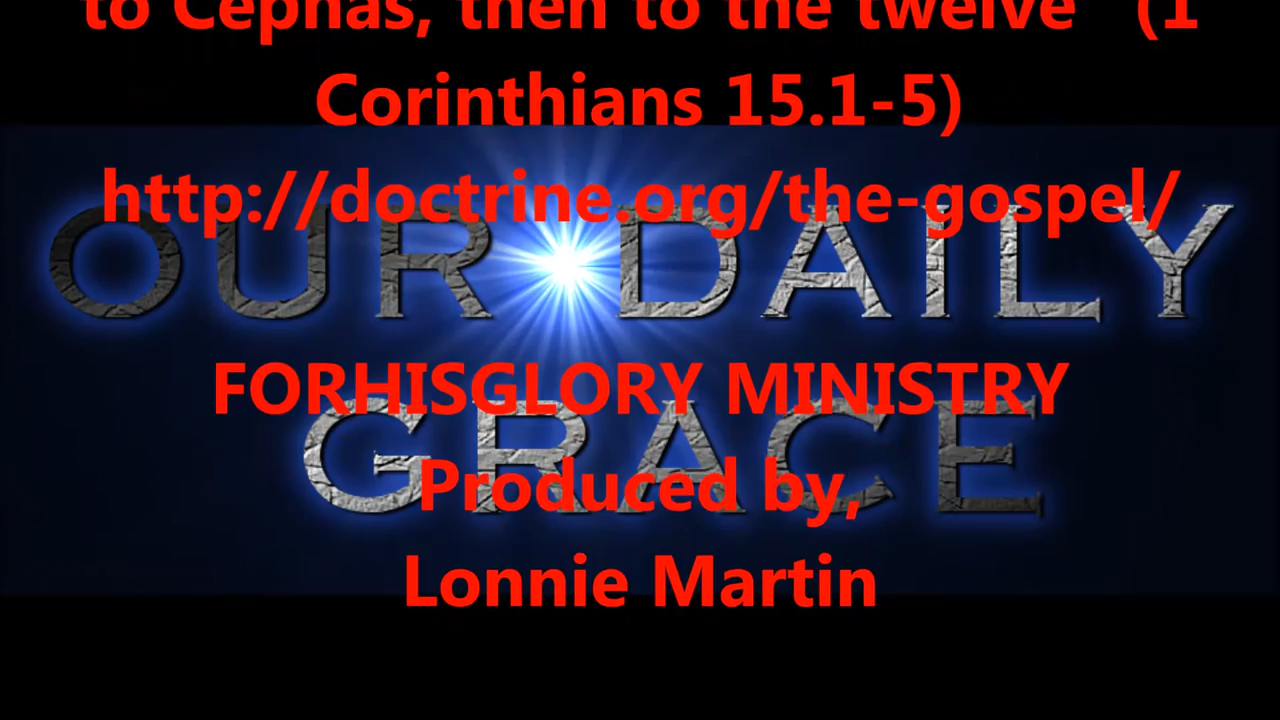 to Cephas, then to the twelve" (1
Corinthians 15.1-5)
http://doctrine.org/the-gospel/
OUR DAILY
FORHISGLORY MINISTRY
GRACE
Produced by,
Lonnie Martin